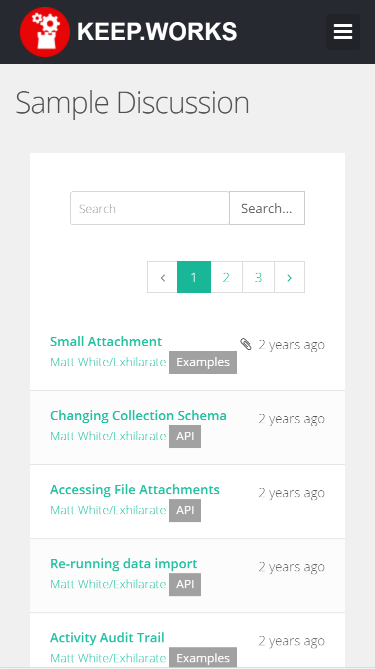 KEEP.WORKS
Sample Discussion
Search Search...
‹ 1 2 3 ›
Small Attachment 2 years ago
Matt White/Exhilarate Examples
Changing Collection Schema 2 years ago
Matt White/Exhilarate API
Accessing File Attachments 2 years ago
Matt White/Exhilarate API
Re-running data import 2 years ago
Matt White/Exhilarate API
Activity Audit Trail 2 years ago
Matt White/Exhilarate Examples